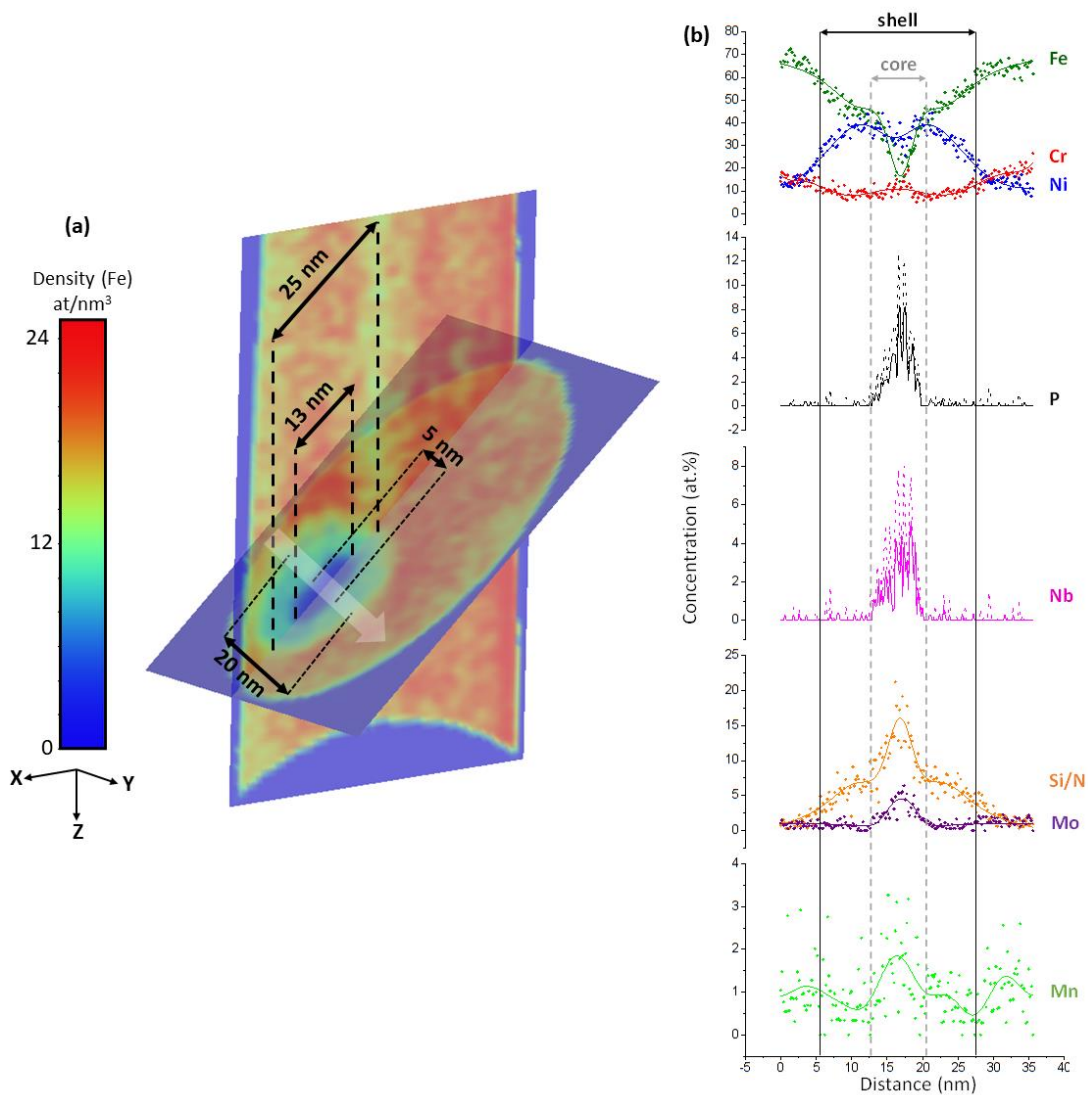 (a)
Density (Fe)
at/nm³
24
12
0
X
Y
Z
25 nm
13 nm
5 nm
20 nm
(b)
shell
core
80
70
60
50
40
30
20
10
0
Fe
Cr
Ni
14
12
10
8
6
4
2
0
-2
P
8
6
4
2
0
Nb
25
20
15
10
5
0
Si/N
Mo
4
3
2
1
0
Mn
Concentration (at.%)
-5 0 5 10 15 20 25 30 35 40
Distance (nm)